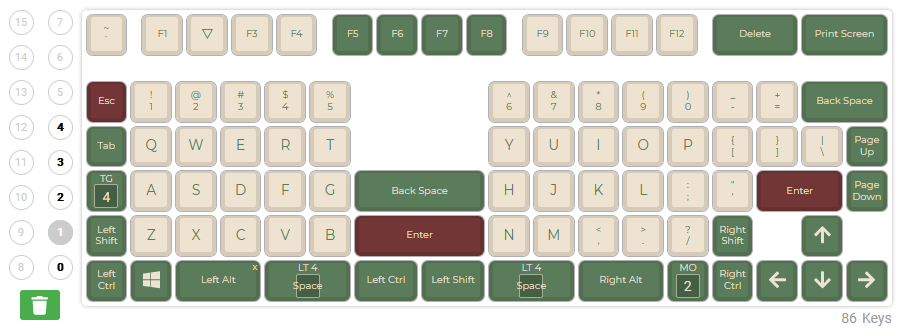 15 7
14 6
13 5
12 4
11 3
10 2
9 1
8 0
~ ` F1 ▽ F3 F4 F5 F6 F7 F8 F9 F10 F11 F12 Delete Print Screen
Esc ! 1 @ 2 # 3 $ 4 % 5 ^ 6 & 7 * 8 ( 9 ) 0 _ - + = Back Space
Tab Q W E R T Y U I O P { [ } ] | \ Page Up
TG 4 A S D F G Back Space H J K L : ; " ' Enter Page Down
Left Shift Z X C V B Enter N M < , > . ? / Right Shift ↑
Left Ctrl Left Alt x LT 4 Space Left Ctrl Left Shift LT 4 Space Right Alt MO 2 Right Ctrl ← ↓ →
86 Keys